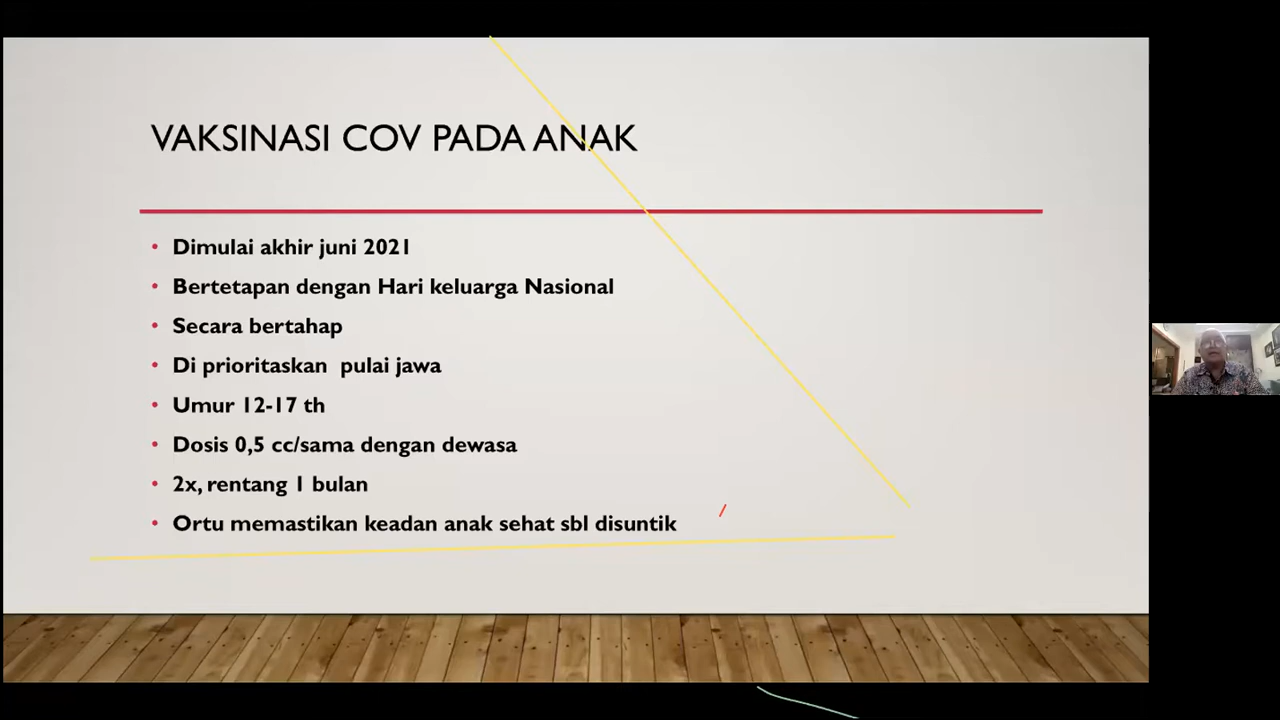 VAKSINASI COV PADA ANAK
• Dimulai akhir juni 2021
• Bertetapan dengan Hari keluarga Nasional
• Secara bertahap
• Di prioritaskan  pulai jawa
• Umur 12-17 th
• Dosis 0,5 cc/sama dengan dewasa
• 2x, rentang 1 bulan
• Ortu memastikan keadan anak sehat sbl disuntik